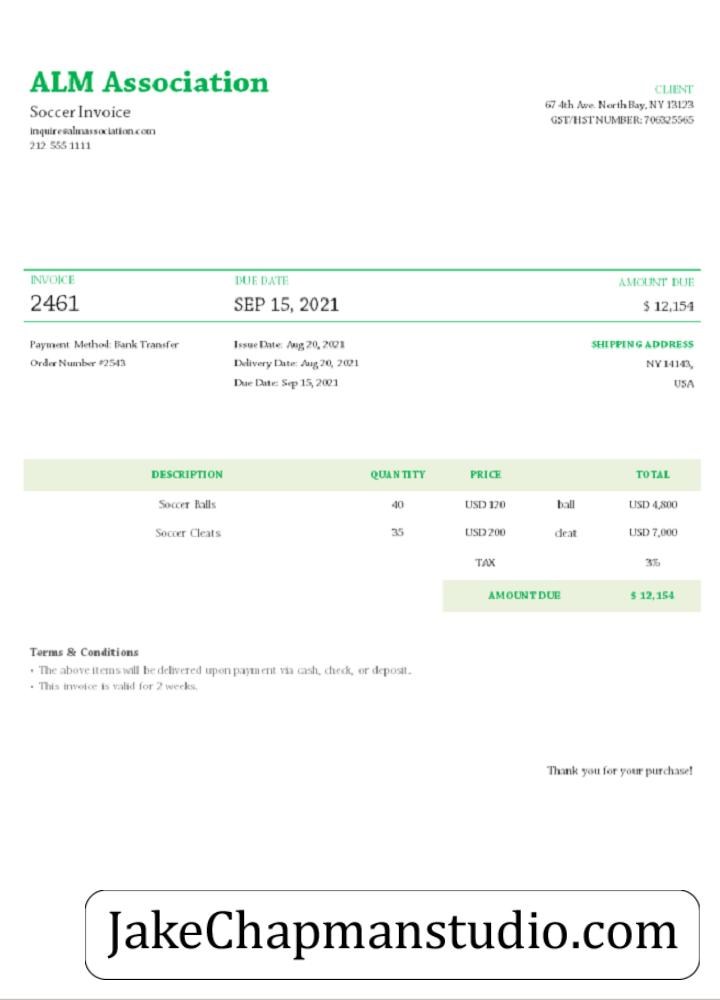 ALM Association
Soccer Invoice
inquire@almassociation.com
212 555 1111
CLIENT
67 4th Ave. North Bay, NY 13123
GST/HST NUMBER: 706325565
INVOICE DUE DATE AMOUNT DUE
2461 SEP 15, 2021 $ 12,154
Payment Method: Bank Transfer Issue Date: Aug 20, 2021 SHIPPING ADDRESS
Order Number #2543 Delivery Date: Aug 20, 2021 NY 14143,
Due Date: Sep 15, 2021 USA
DESCRIPTION QUANTITY PRICE TOTAL
Soccer Balls 40 USD 120 ball USD 4,800
Soccer Cleats 35 USD 200 cleat USD 7,000
TAX 3%
AMOUNT DUE $ 12,154
Terms & Conditions
• The above items will be delivered upon payment via cash, check, or deposit.
• This invoice is valid for 2 weeks.
Thank you for your purchase!
JakeChapmanstudio.com